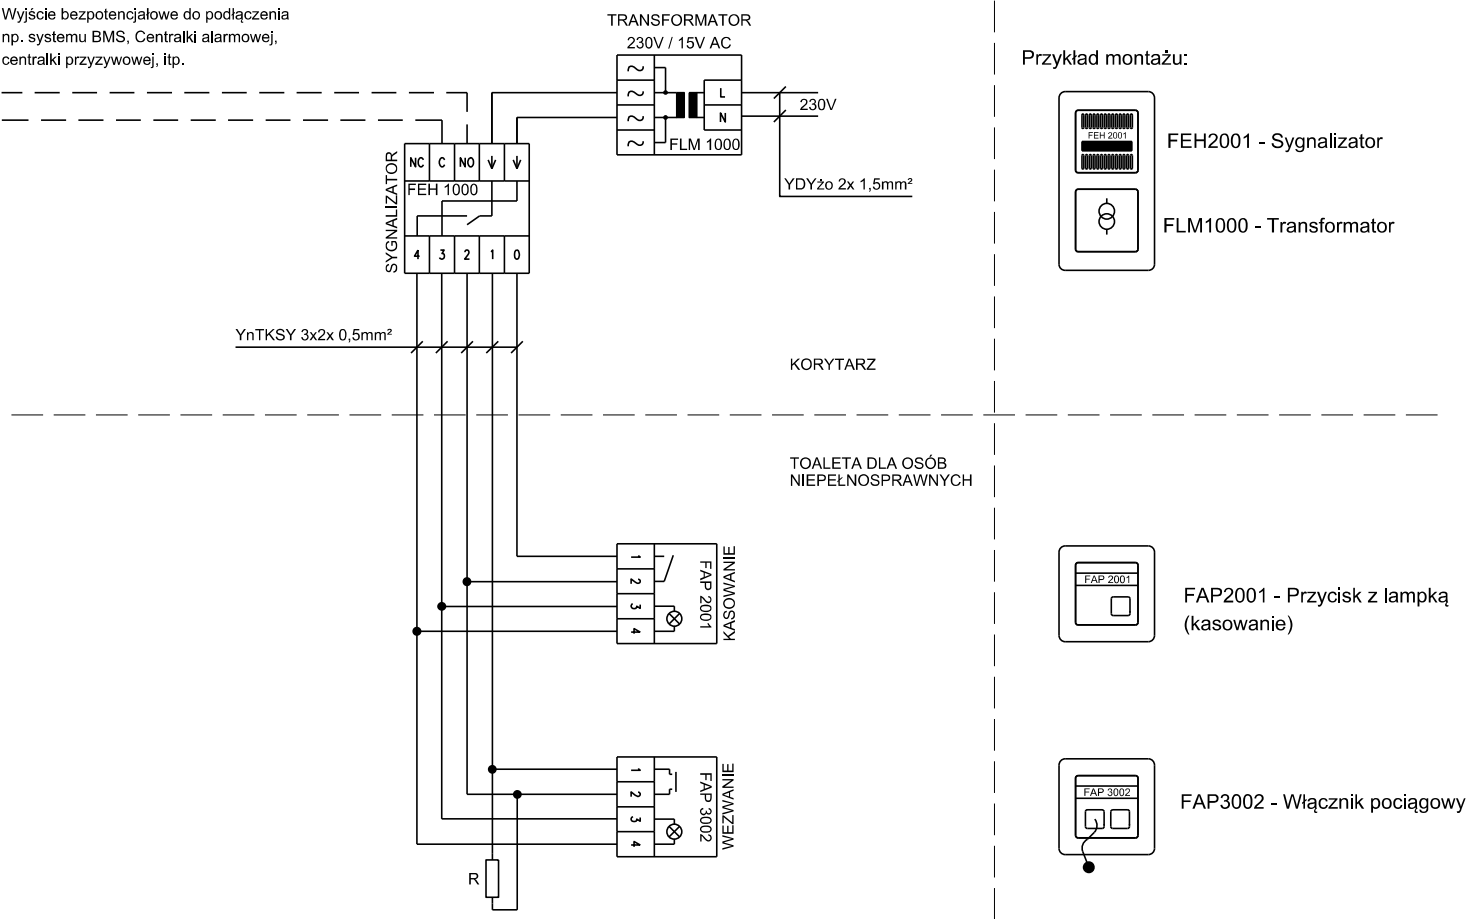 Wyjście bezpotencjałowe do podłączenia
np. systemu BMS, Centralki alarmowej,
centralki przyzywowej, itp.
TRANSFORMATOR
230V / 15V AC
L
N
FLM 1000
230V
YDYżo 2x 1,5mm²
SYGNALIZATOR
NC C NO
FEH 1000
4 3 2 1 0
YnTKSY 3x2x 0,5mm²
KORYTARZ
TOALETA DLA OSÓB
NIEPEŁNOSPRAWNYCH
1
2
3
4
FAP 2001
KASOWANIE
1
2
3
4
FAP 3002
WEZWANIE
R
Przykład montażu:
FEH 2001
FEH2001 - Sygnalizator
FLM1000 - Transformator
FAP 2001
FAP2001 - Przycisk z lampką
(kasowanie)
FAP 3002
FAP3002 - Włącznik pociągowy